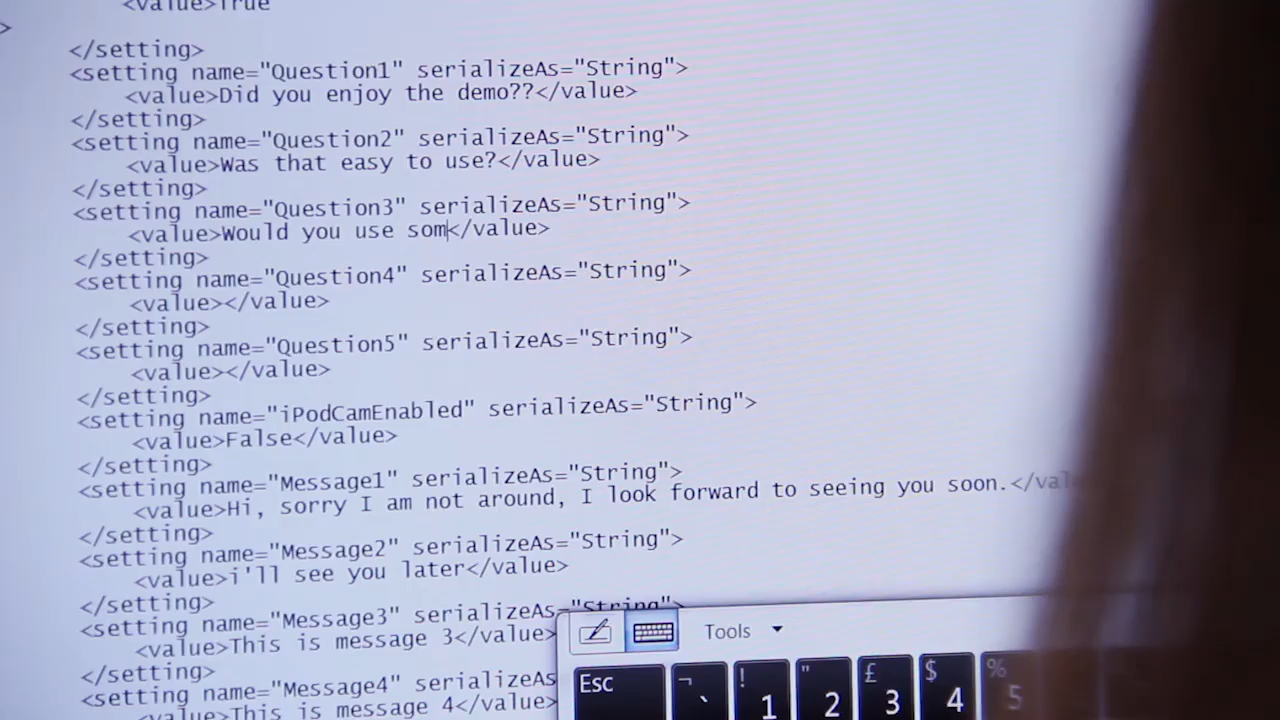 <value>True
>
</setting>
<setting name="Question1" serializeAs="String">
<value>Did you enjoy the demo??</value>
</setting>
<setting name="Question2" serializeAs="String">
<value>Was that easy to use?</value>
</setting>
<setting name="Question3" serializeAs="String">
<value>Would you use som</value>
</setting>
<setting name="Question4" serializeAs="String">
<value></value>
</setting>
<setting name="Question5" serializeAs="String">
<value></value>
</setting>
<setting name="iPodCamEnabled" serializeAs="String">
<value>False</value>
</setting>
<setting name="Message1" serializeAs="String">
<value>Hi, sorry I am not around, I look forward to seeing you soon.</val
</setting>
<setting name="Message2" serializeAs="String">
<value>i'll see you later</value>
</setting>
<setting name="Message3" serializeAs="String">
<value>This is message 3</value>
</setting>
<setting name="Message4" serializeAs
<value>This is message 4</value>
Tools
Esc ¬ ` ! 1 " 2 £ 3 $ 4 % 5